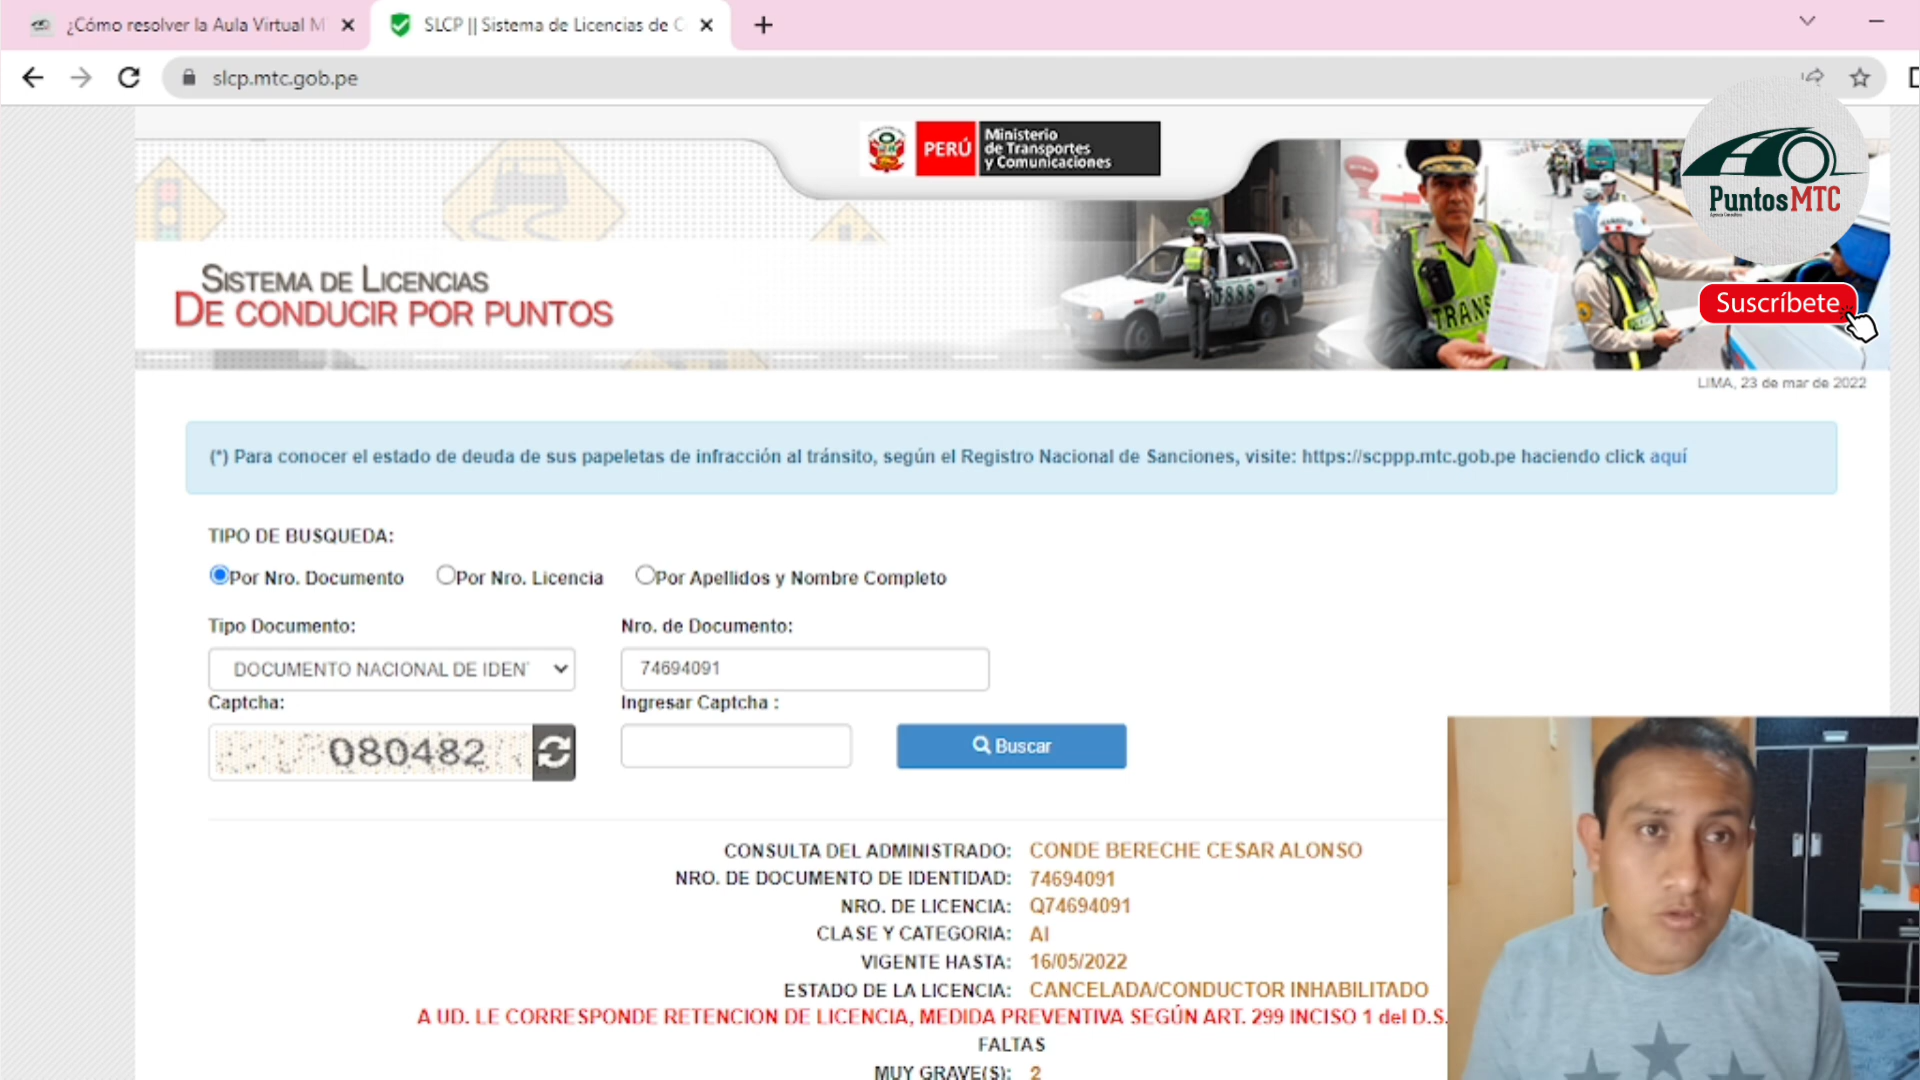 ¿Cómo resolver la Aula Virtual M
SLCP || Sistema de Licencias de C
slcp.mtc.gob.pe
PERÚ
Ministerio
de Transportes
y Comunicaciones
PuntosMTC
SISTEMA DE LICENCIAS
DE CONDUCIR POR PUNTOS
TRANS
Suscríbete
LIMA, 23 de mar de 2022
(*) Para conocer el estado de deuda de sus papeletas de infracción al tránsito, según el Registro Nacional de Sanciones, visite: https://scppp.mtc.gob.pe haciendo click aquí
TIPO DE BUSQUEDA:
Por Nro. Documento Por Nro. Licencia Por Apellidos y Nombre Completo
Tipo Documento: Nro. de Documento:
DOCUMENTO NACIONAL DE IDEN 74694091
Captcha: Ingresar Captcha :
080482 Buscar
CONSULTA DEL ADMINISTRADO: CONDE BERECHE CESAR ALONSO
NRO. DE DOCUMENTO DE IDENTIDAD: 74694091
NRO. DE LICENCIA: Q74694091
CLASE Y CATEGORIA: AI
VIGENTE HASTA: 16/05/2022
ESTADO DE LA LICENCIA: CANCELADA/CONDUCTOR INHABILITADO
A UD. LE CORRESPONDE RETENCION DE LICENCIA, MEDIDA PREVENTIVA SEGÚN ART. 299 INCISO 1 del D.S.
FALTAS
MUY GRAVE(S): 2